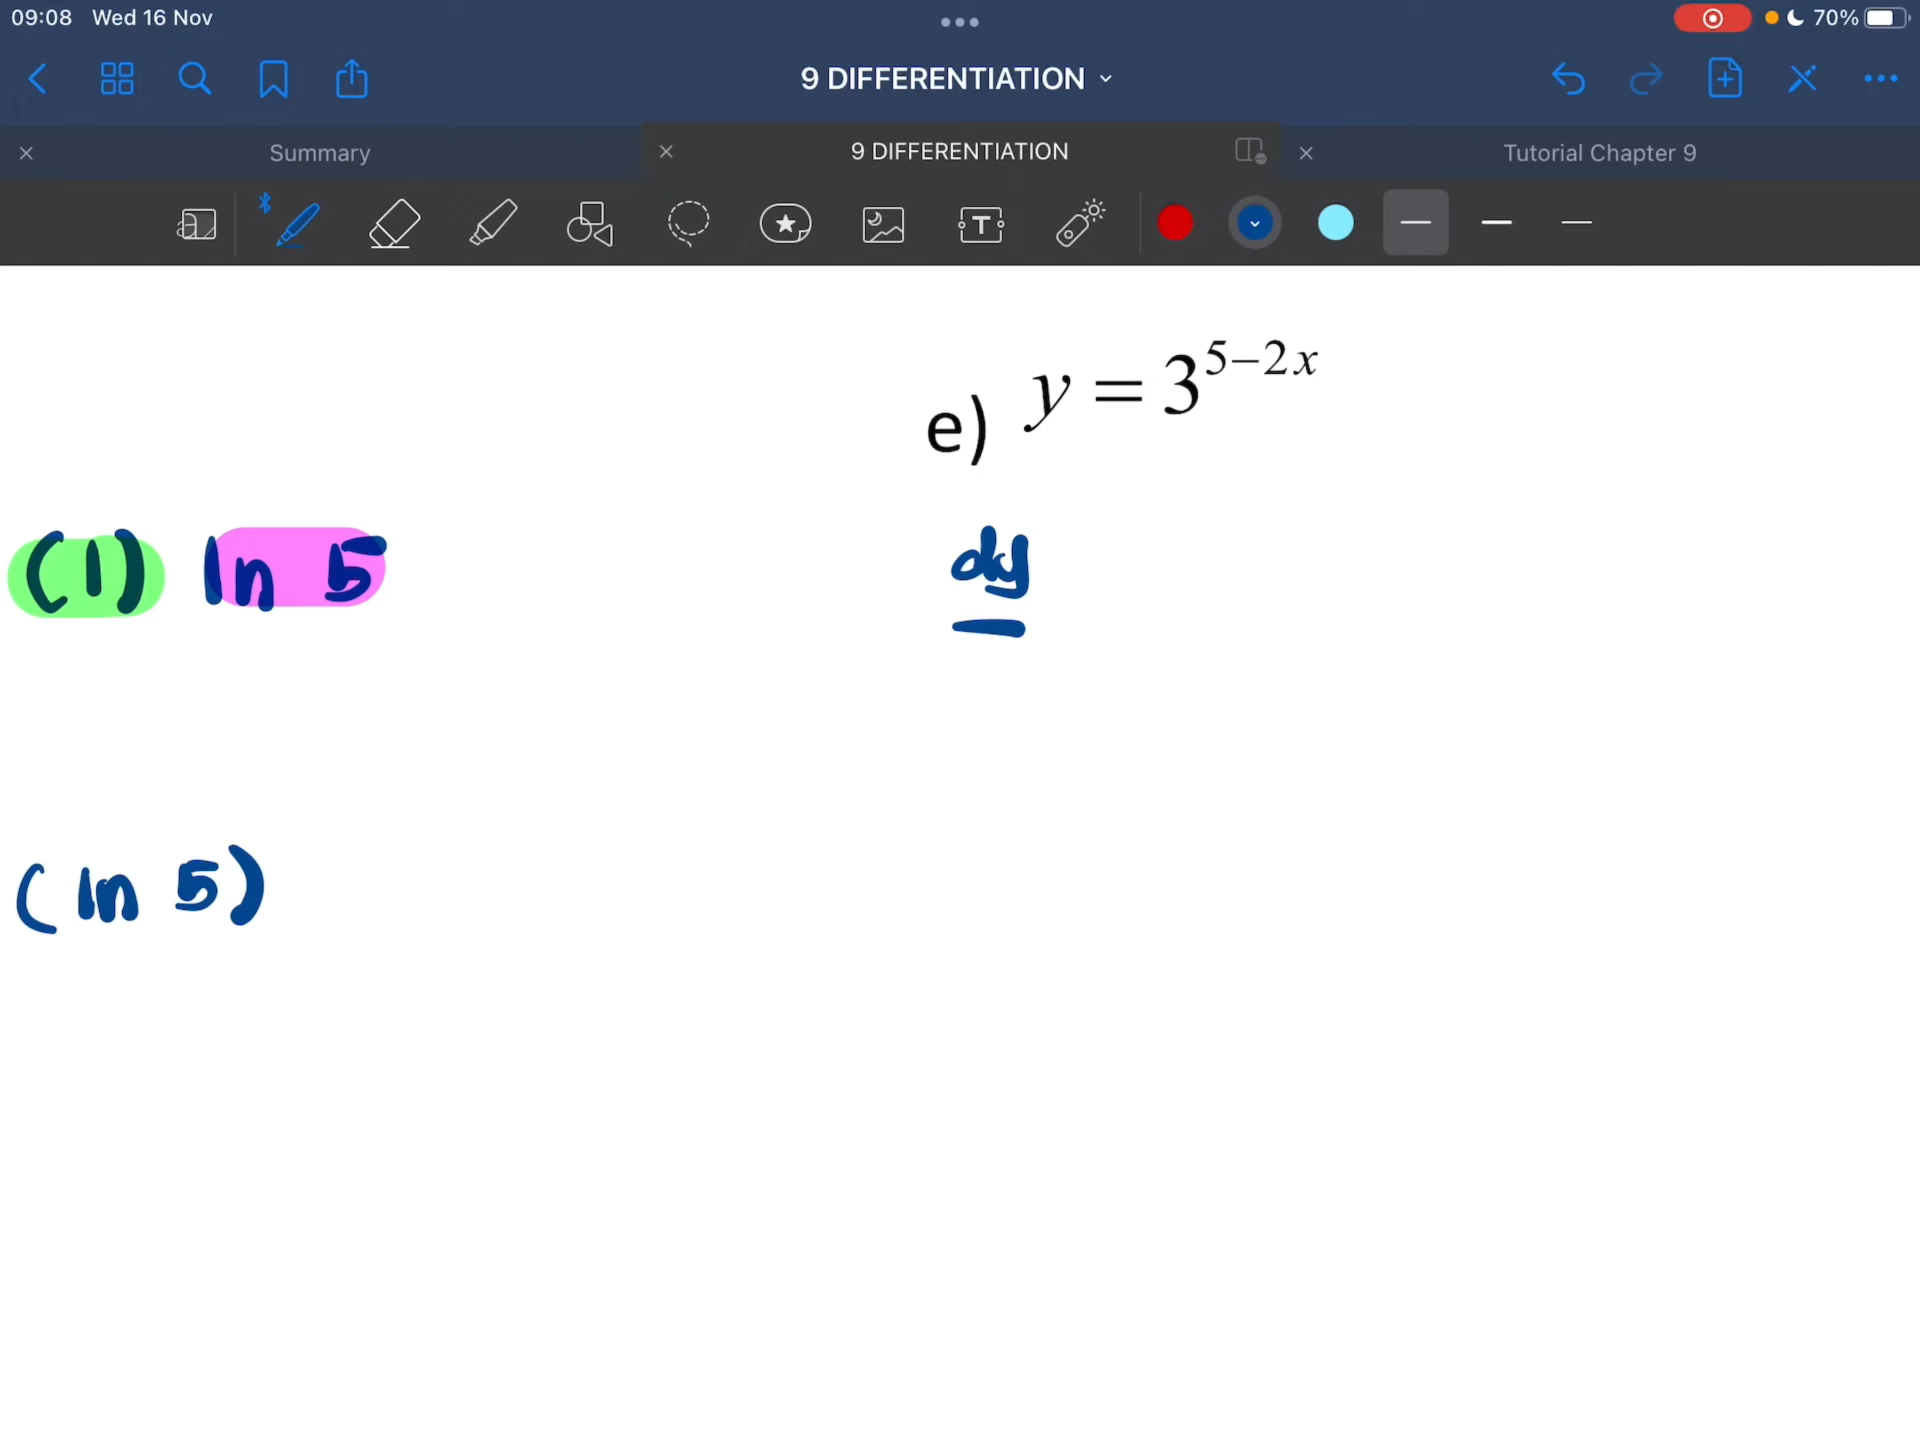 09:08 Wed 16 Nov 70%
9 DIFFERENTIATION
Summary 9 DIFFERENTIATION Tutorial Chapter 9
a T
e) y = 3^{5-2x}
(1) ln 5
dy
(ln 5)